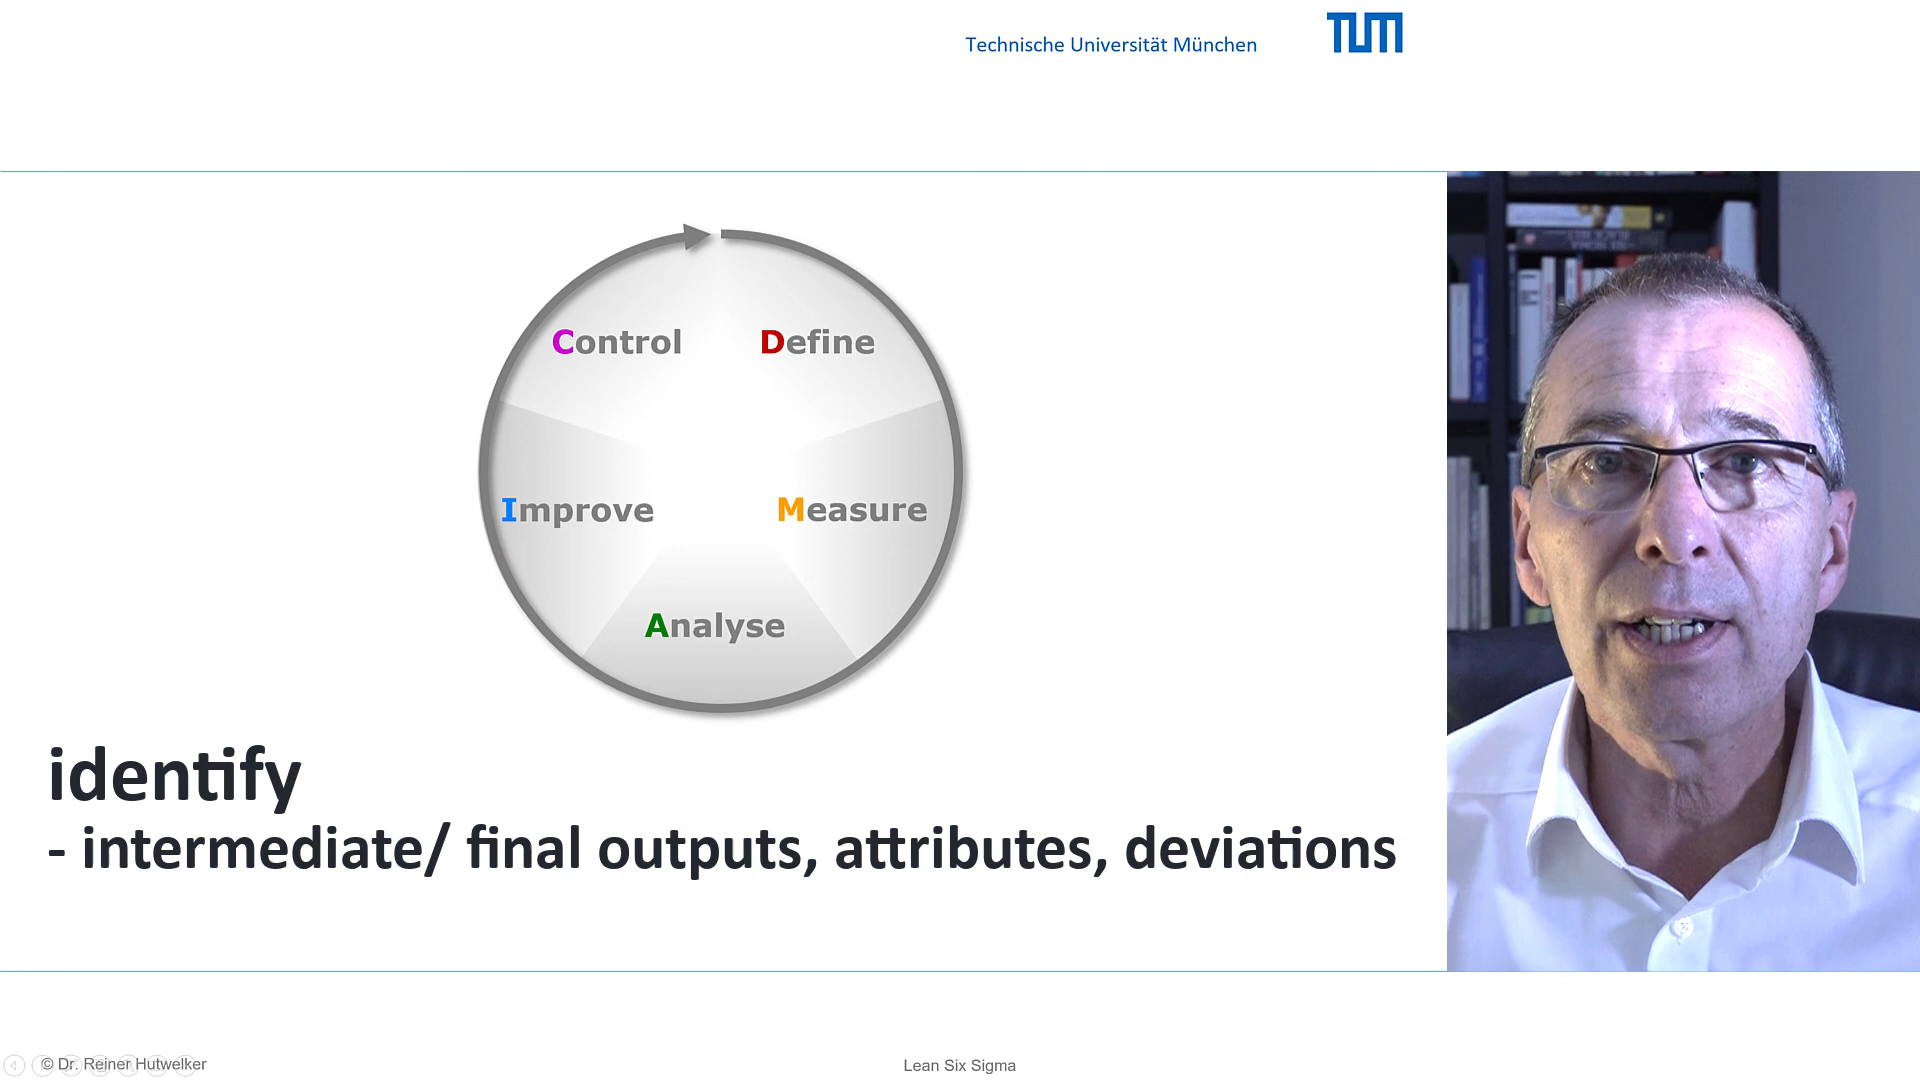 Technische Universität München
TUM
Control
Define
Improve
Measure
Analyse
identify
- intermediate/ final outputs, attributes, deviations
© Dr. Reiner Hutwelker
Lean Six Sigma